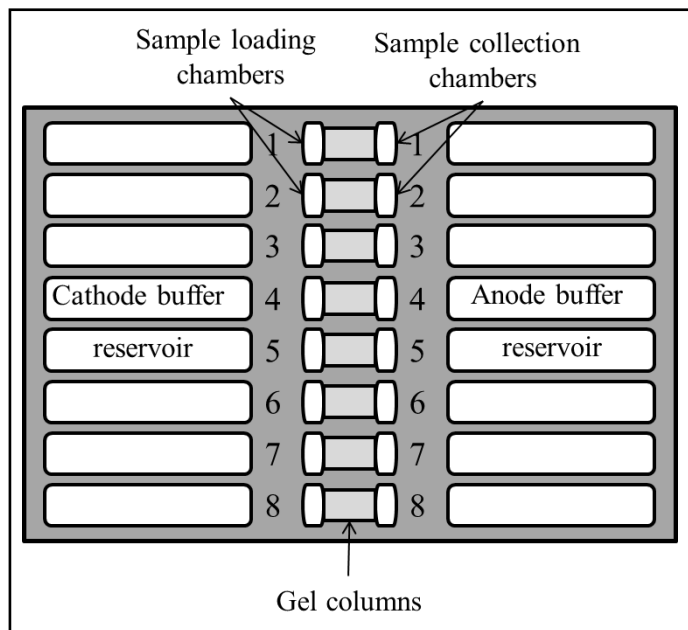 Sample loading
chambers
Sample collection
chambers
1 1
2 2
3 3
Cathode buffer 4 4 Anode buffer
reservoir 5 5 reservoir
6 6
7 7
8 8
Gel columns